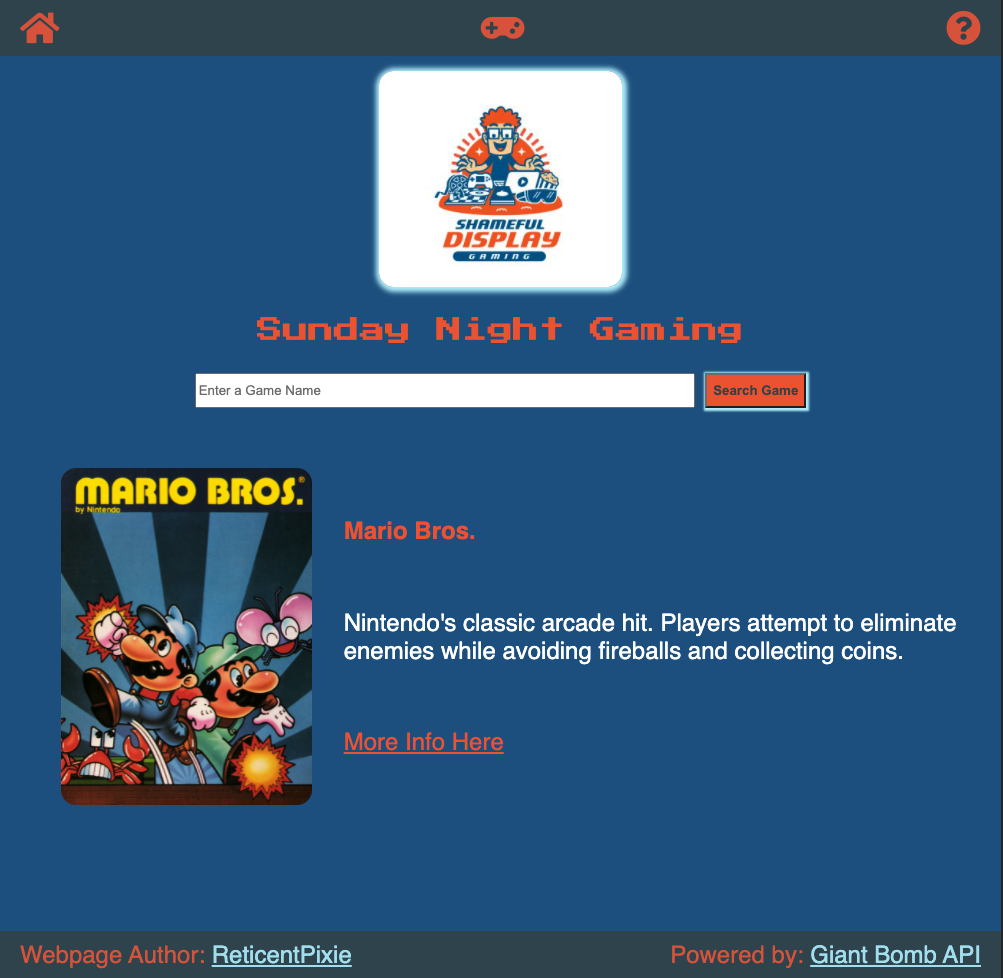 SHAMEFUL
DISPLAY
GAMING
Sunday Night Gaming
Enter a Game Name
Search Game
MARIO BROS.®
by Nintendo
Mario Bros.
Nintendo's classic arcade hit. Players attempt to eliminate
enemies while avoiding fireballs and collecting coins.
More Info Here
Webpage Author: ReticentPixie
Powered by: Giant Bomb API